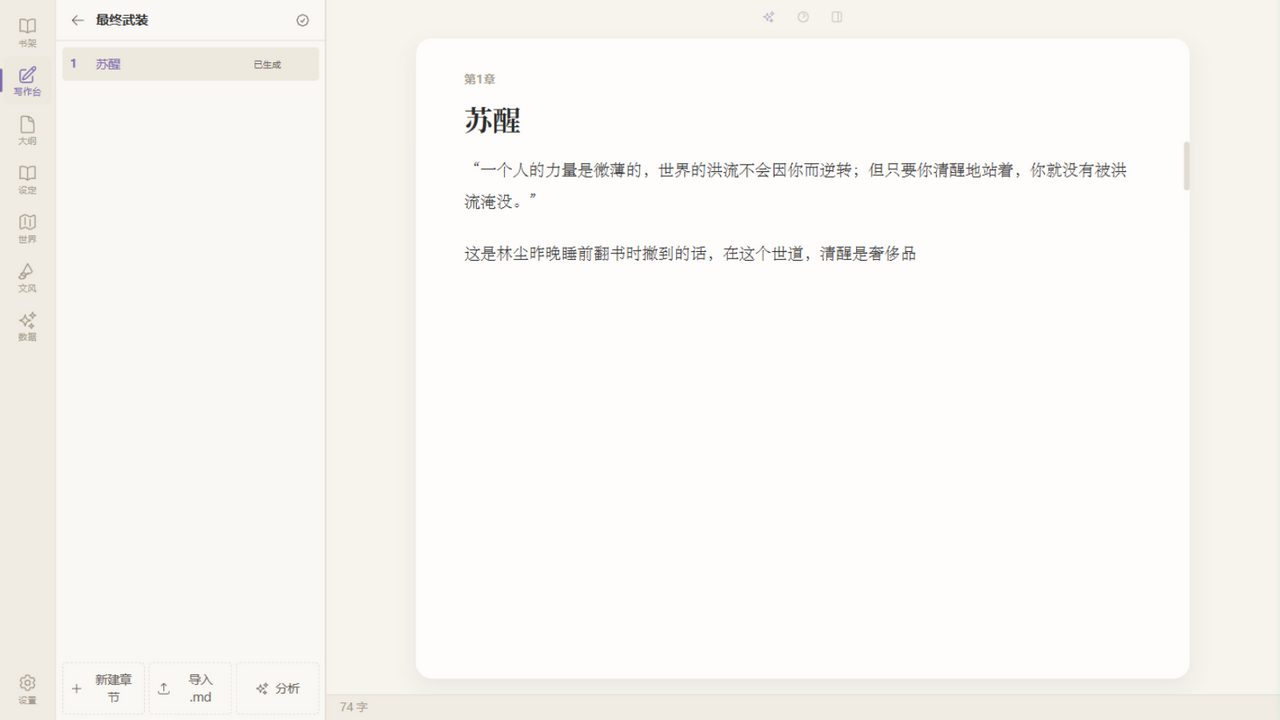 书架
写作台
大纲
设定
世界
文风
数据
设置
最终武装
1 苏醒 已生成
新建章
节
导入
.md
分析
第1章
苏醒
“一个人的力量是微薄的，世界的洪流不会因你而逆转；但只要你清醒地站着，你就没有被洪
流淹没。”
这是林尘昨晚睡前翻书时撇到的话，在这个世道，清醒是奢侈品
74 字